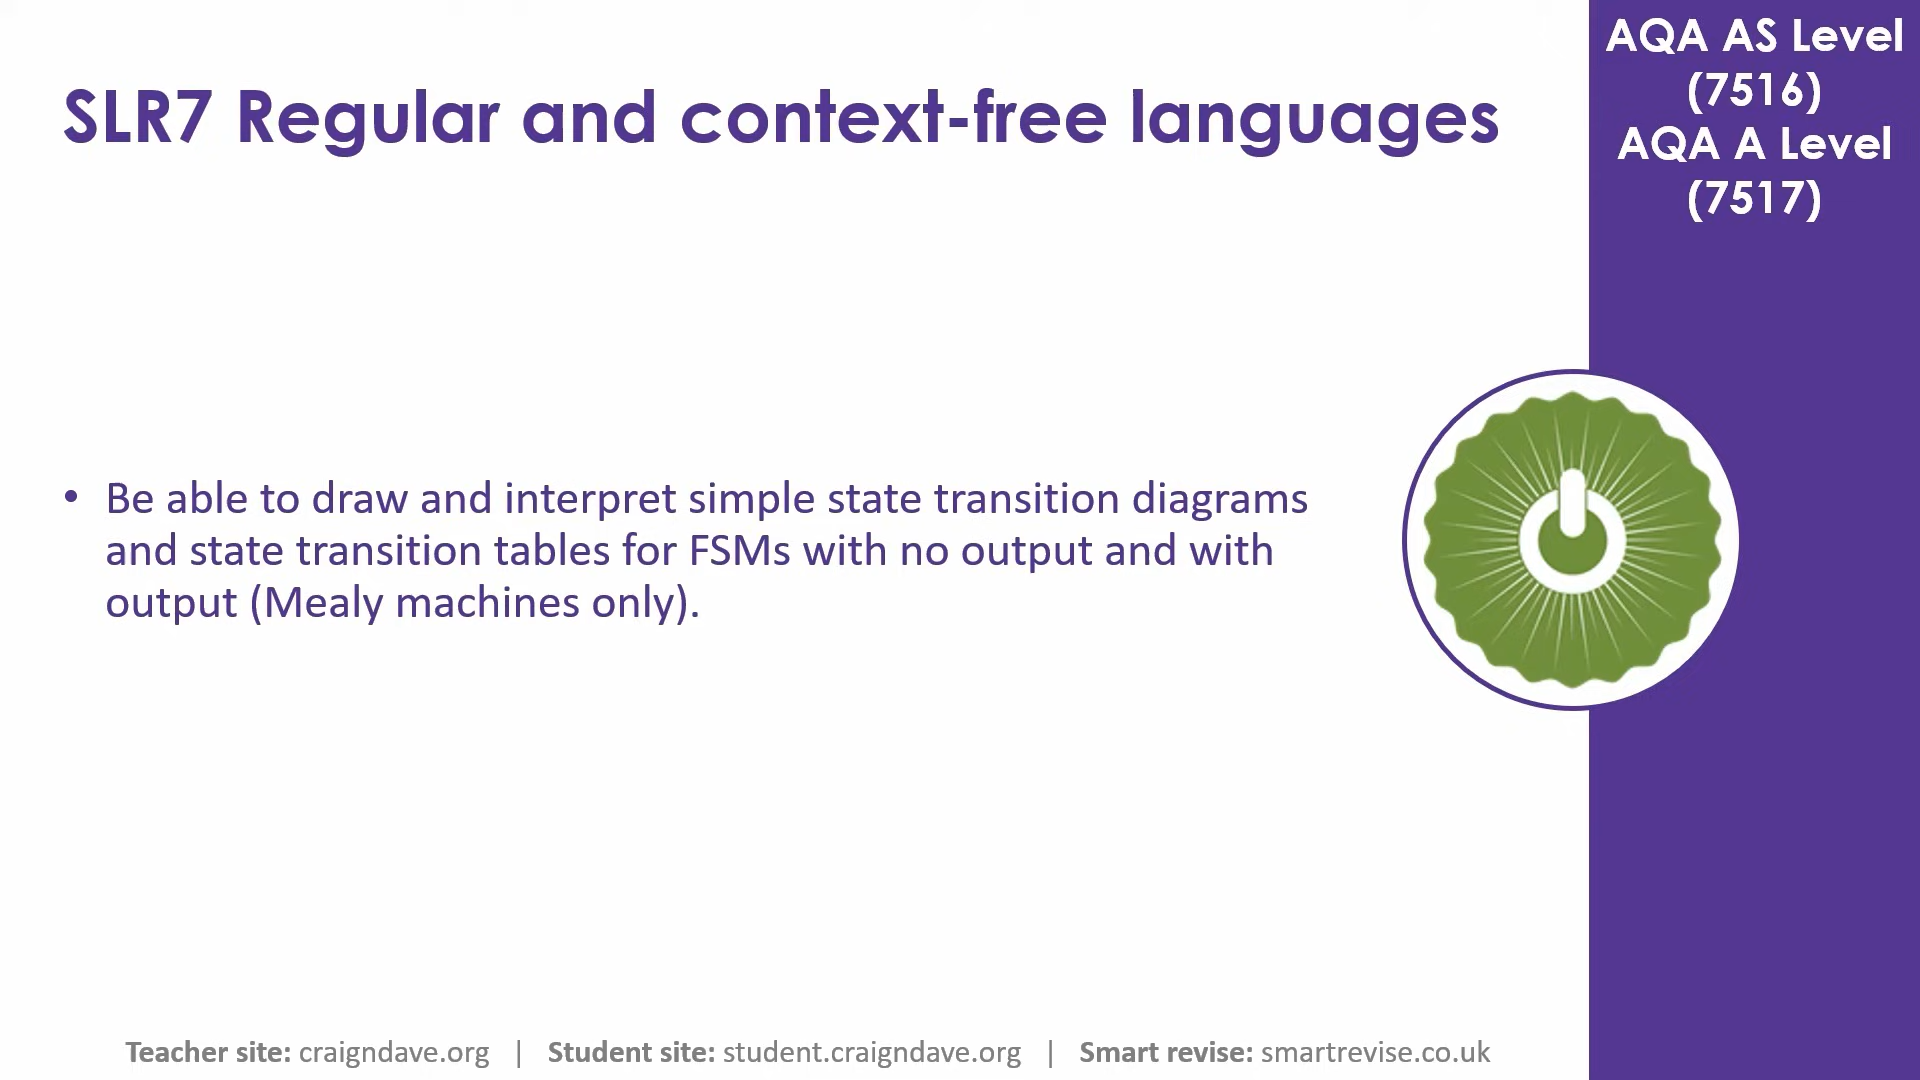 AQA AS Level
(7516)
AQA A Level
(7517)
SLR7 Regular and context-free languages
• Be able to draw and interpret simple state transition diagrams
and state transition tables for FSMs with no output and with
output (Mealy machines only).
Teacher site: craigndave.org | Student site: student.craigndave.org | Smart revise: smartrevise.co.uk